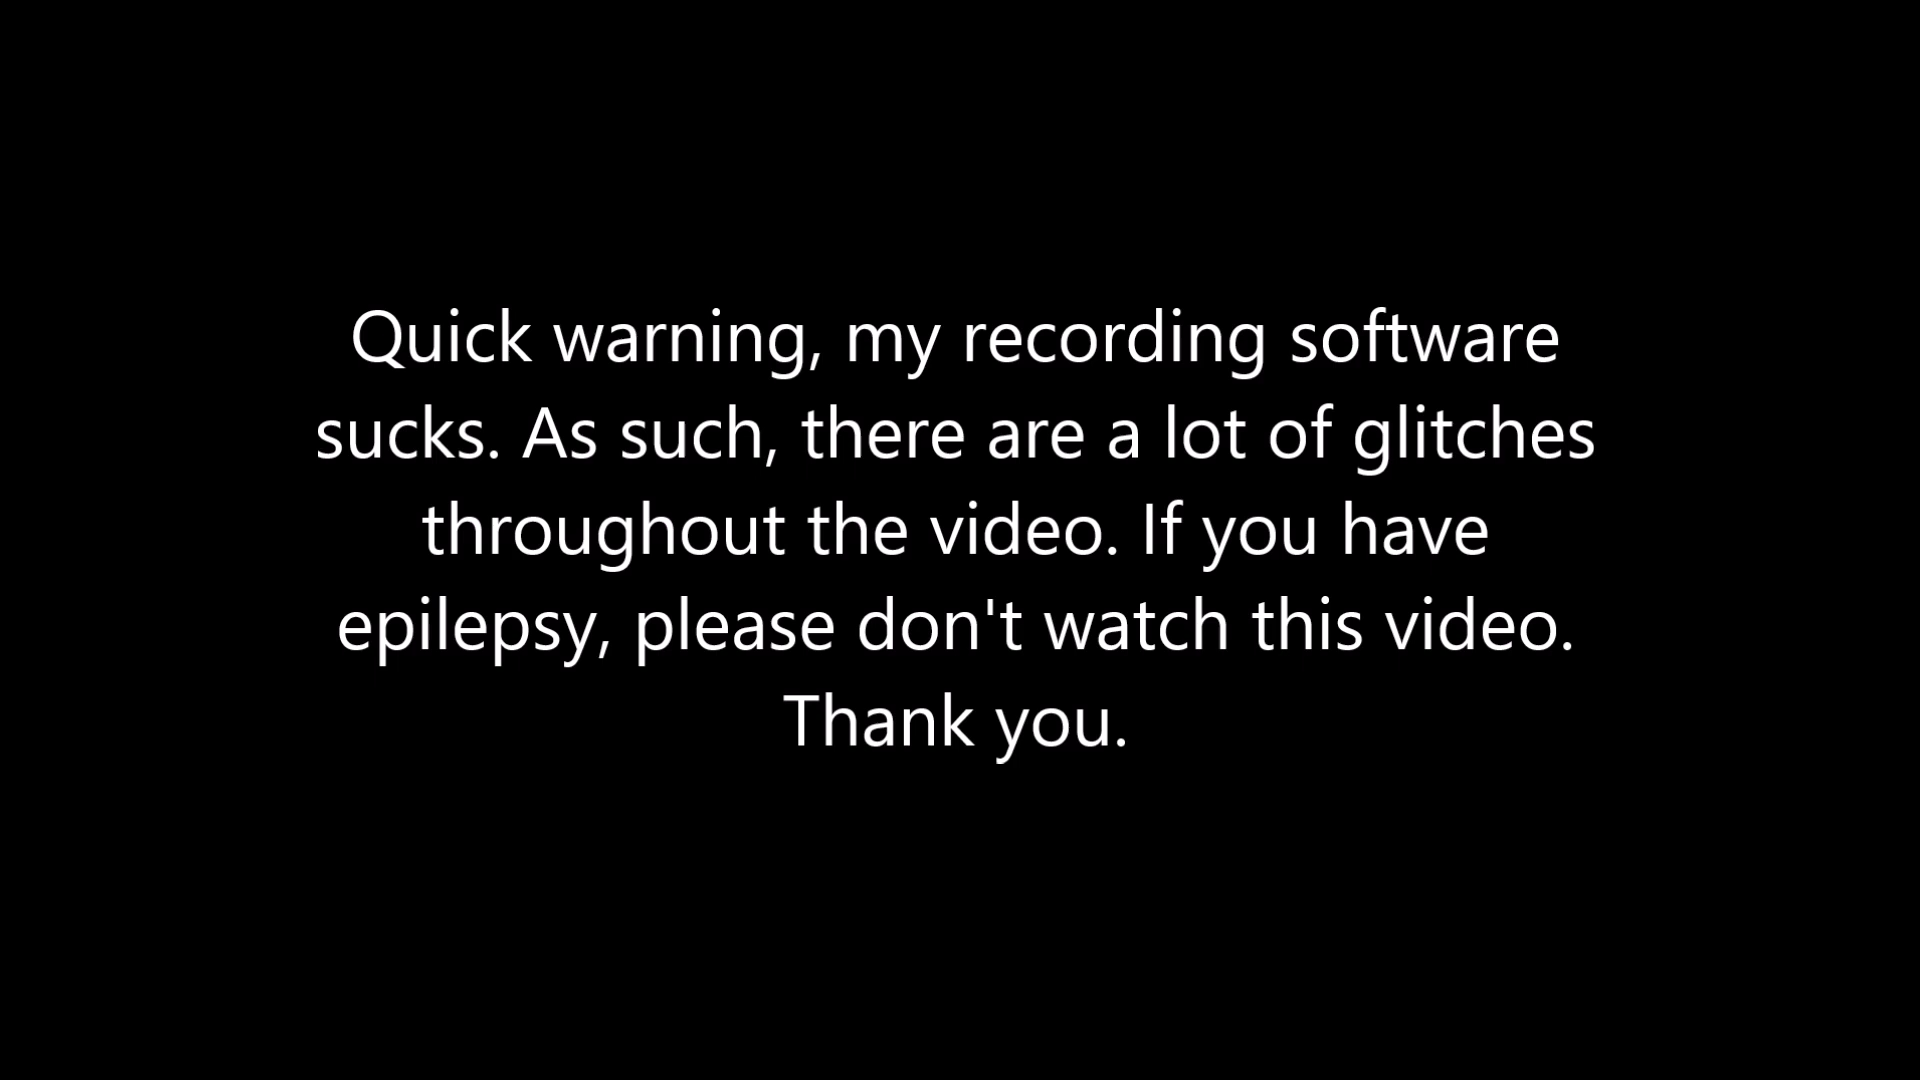 Quick warning, my recording software
sucks. As such, there are a lot of glitches
throughout the video. If you have
epilepsy, please don't watch this video.
Thank you.